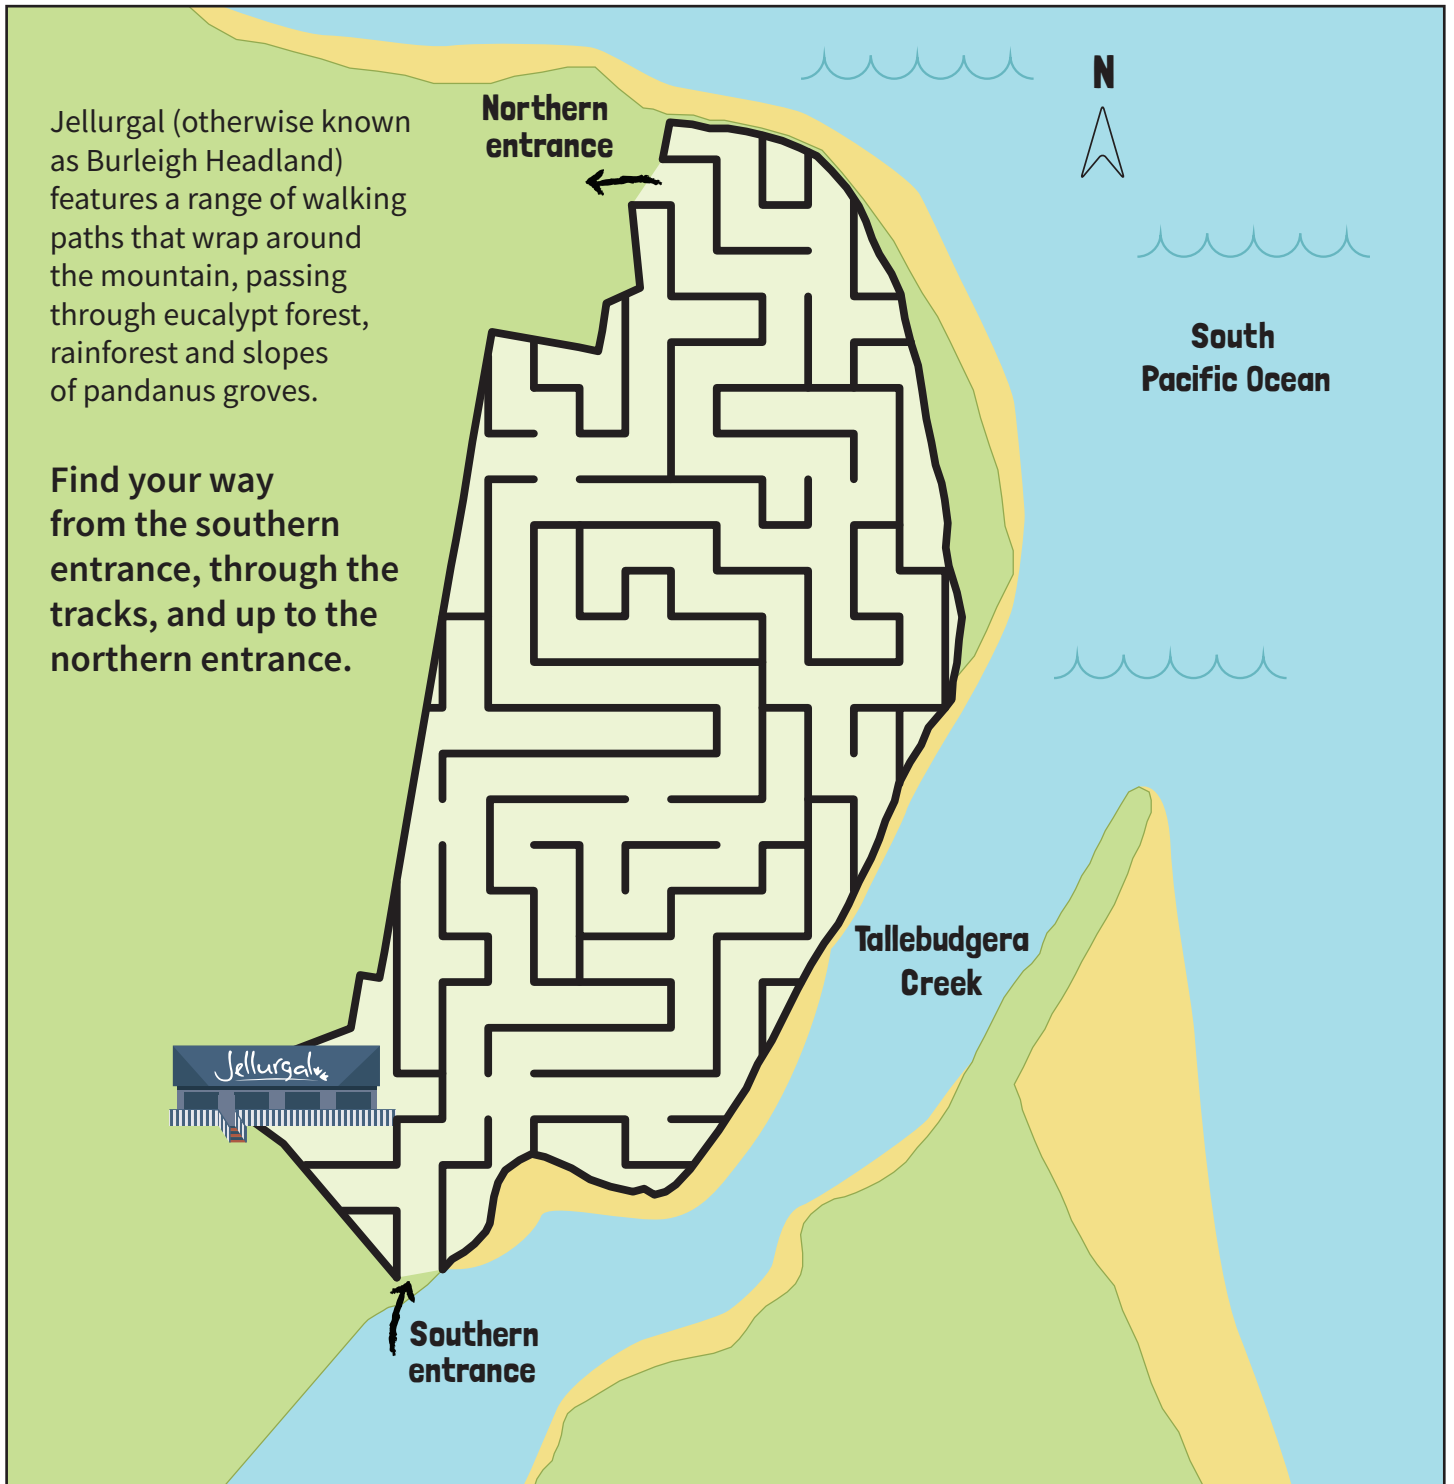 Jellurgal (otherwise known
as Burleigh Headland)
features a range of walking
paths that wrap around
the mountain, passing
through eucalypt forest,
rainforest and slopes
of pandanus groves.
Find your way
from the southern
entrance, through the
tracks, and up to the
northern entrance.
Northern
entrance
N
South
Pacific Ocean
Tallebudgera
Creek
Jellurgal
Southern
entrance